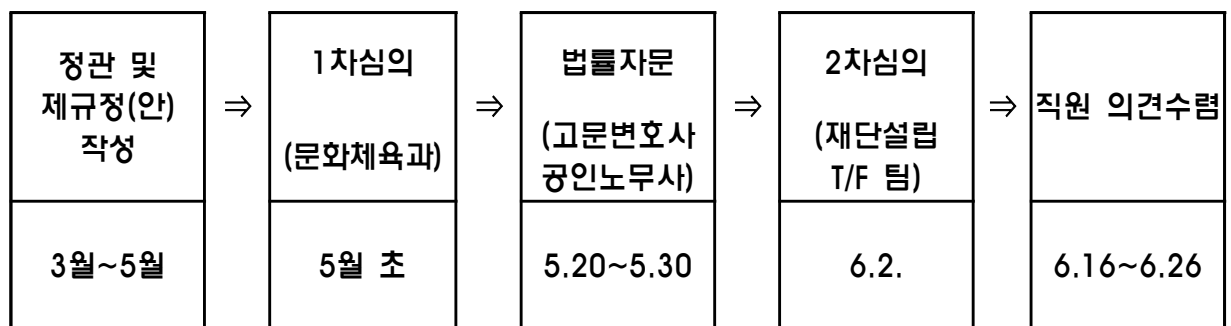 정관 및
제규정(안)
작성
⇒
1차심의
(문화체육과)
⇒
법률자문
(고문변호사
공인노무사)
⇒
2차심의
(재단설립
T/F 팀)
⇒
직원 의견수렴
3월~5월
5월 초
5.20~5.30
6.2.
6.16~6.26